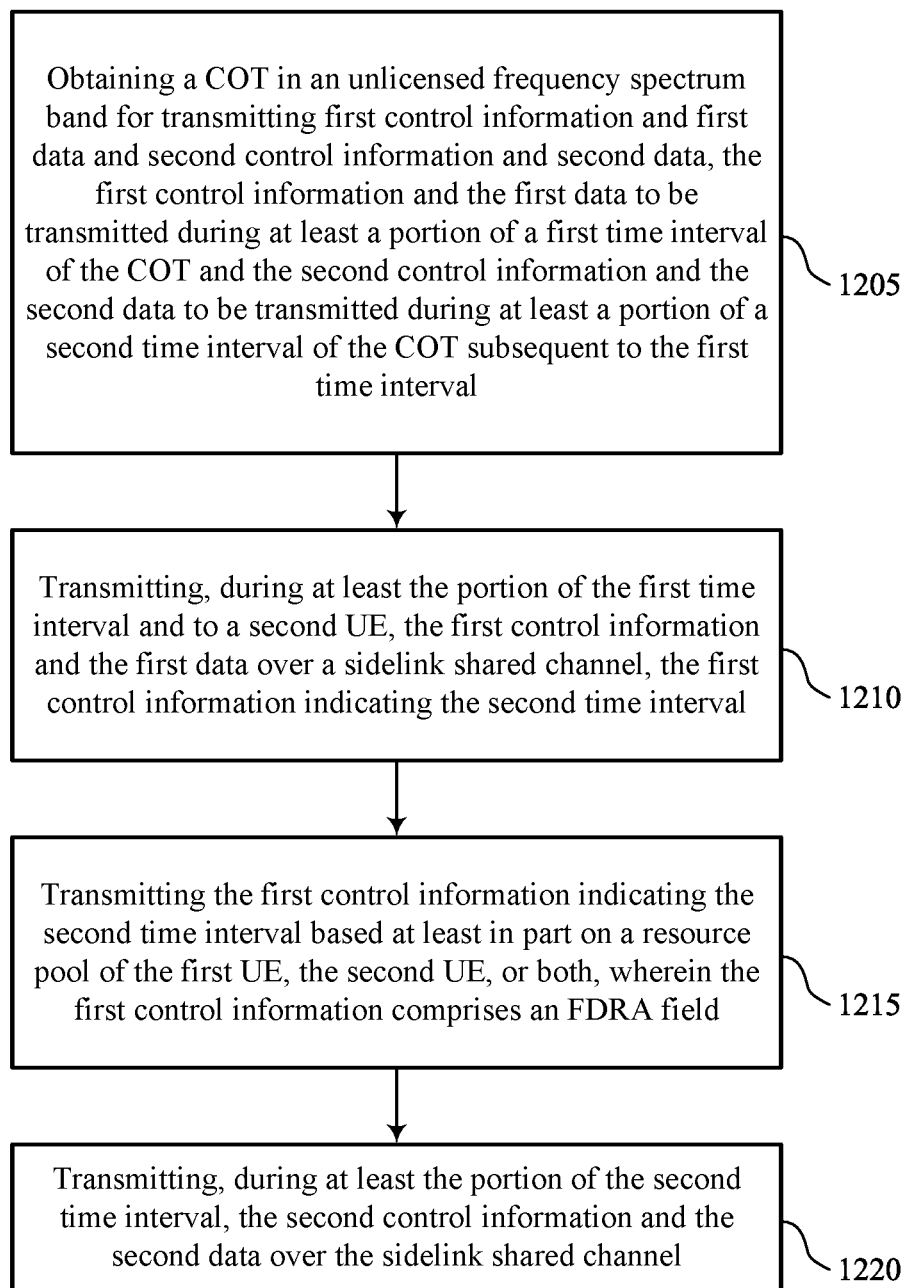 Obtaining a COT in an unlicensed frequency spectrum
band for transmitting first control information and first
data and second control information and second data, the
first control information and the first data to be
transmitted during at least a portion of a first time interval
of the COT and the second control information and the
second data to be transmitted during at least a portion of a
second time interval of the COT subsequent to the first
time interval
1205
Transmitting, during at least the portion of the first time
interval and to a second UE, the first control information
and the first data over a sidelink shared channel, the first
control information indicating the second time interval
1210
Transmitting the first control information indicating the
second time interval based at least in part on a resource
pool of the first UE, the second UE, or both, wherein the
first control information comprises an FDRA field
1215
Transmitting, during at least the portion of the second
time interval, the second control information and the
second data over the sidelink shared channel
1220